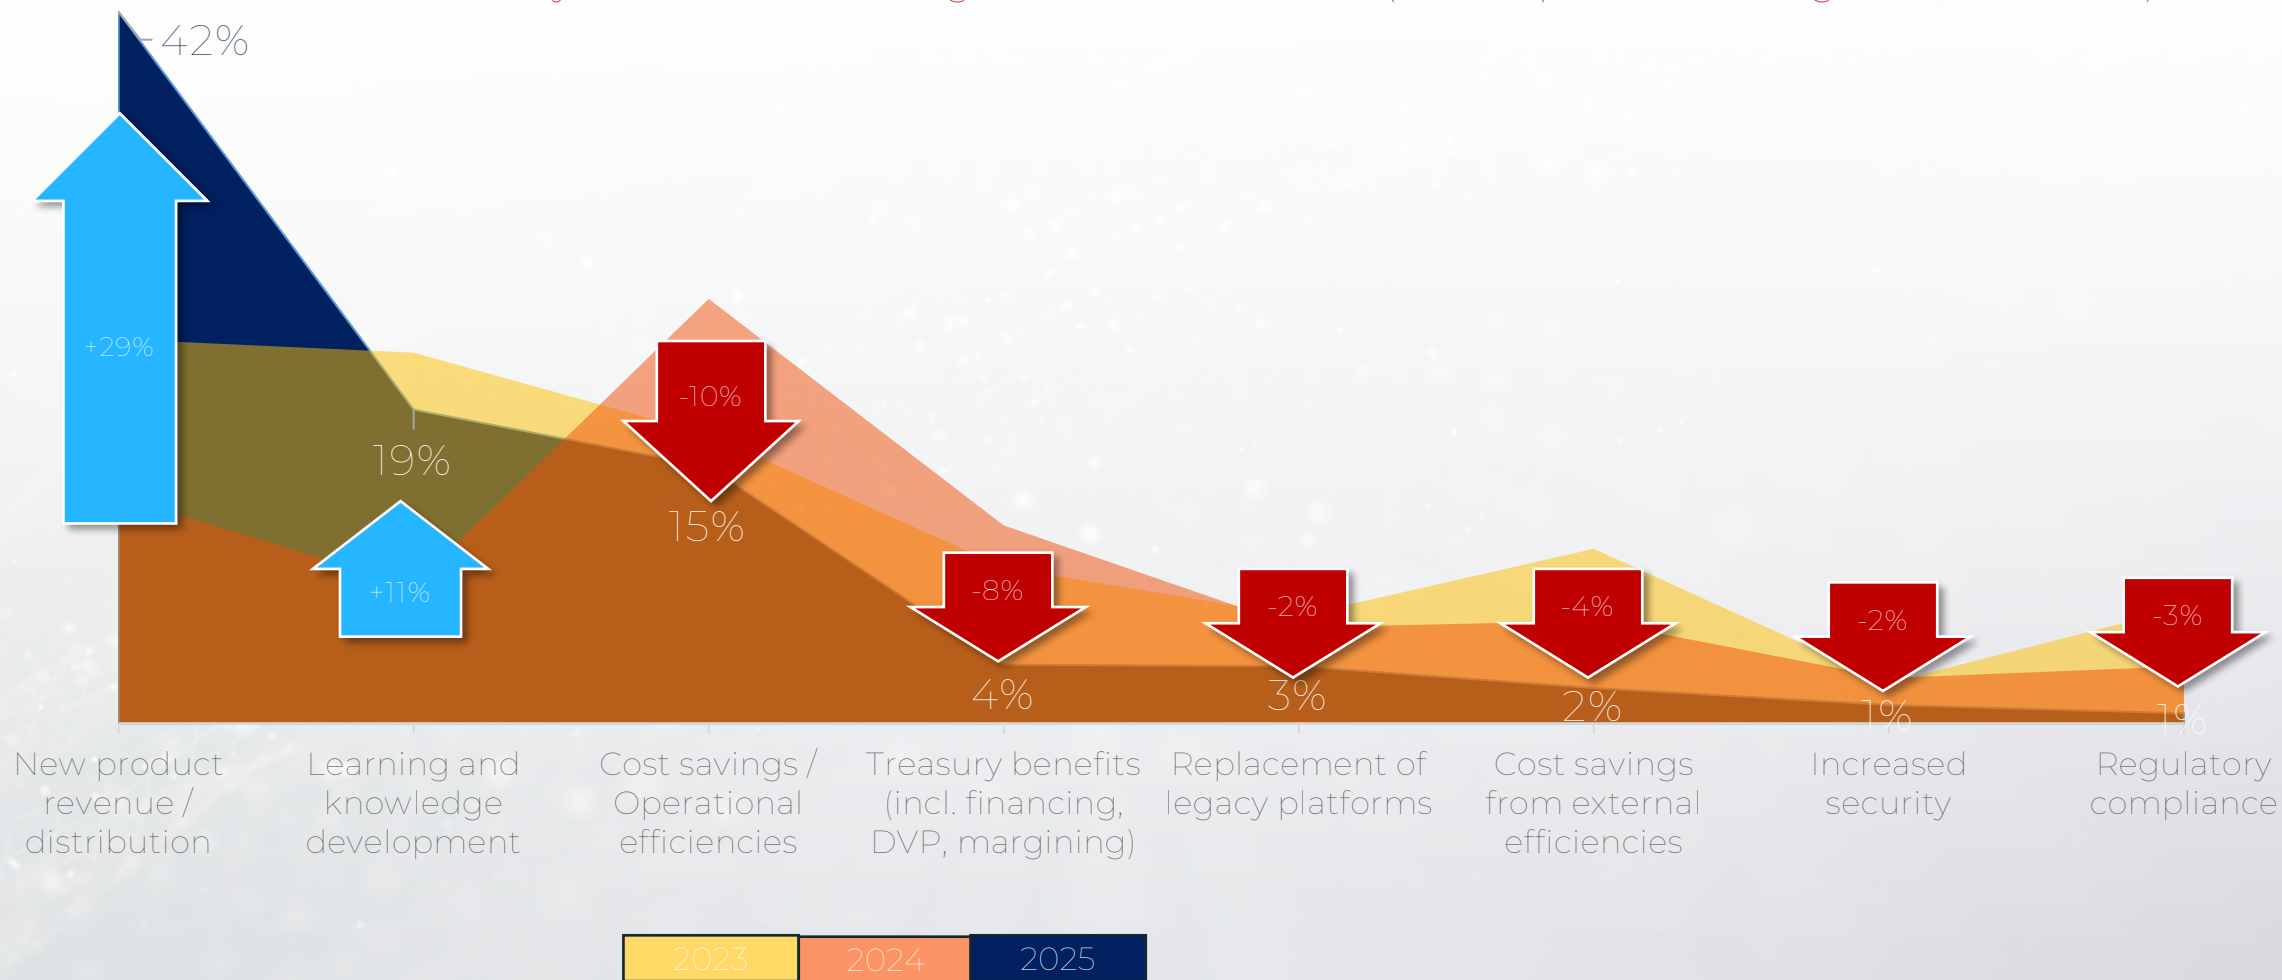 42%
+29%
19%
+11%
-10%
15%
-8%
4%
-2%
3%
-4%
2%
-2%
1%
-3%
1%
New product
revenue /
distribution
Learning and
knowledge
development
Cost savings /
Operational
efficiencies
Treasury benefits
(incl. financing,
DVP, margining)
Replacement of
legacy platforms
Cost savings
from external
efficiencies
Increased
security
Regulatory
compliance
2023
2024
2025